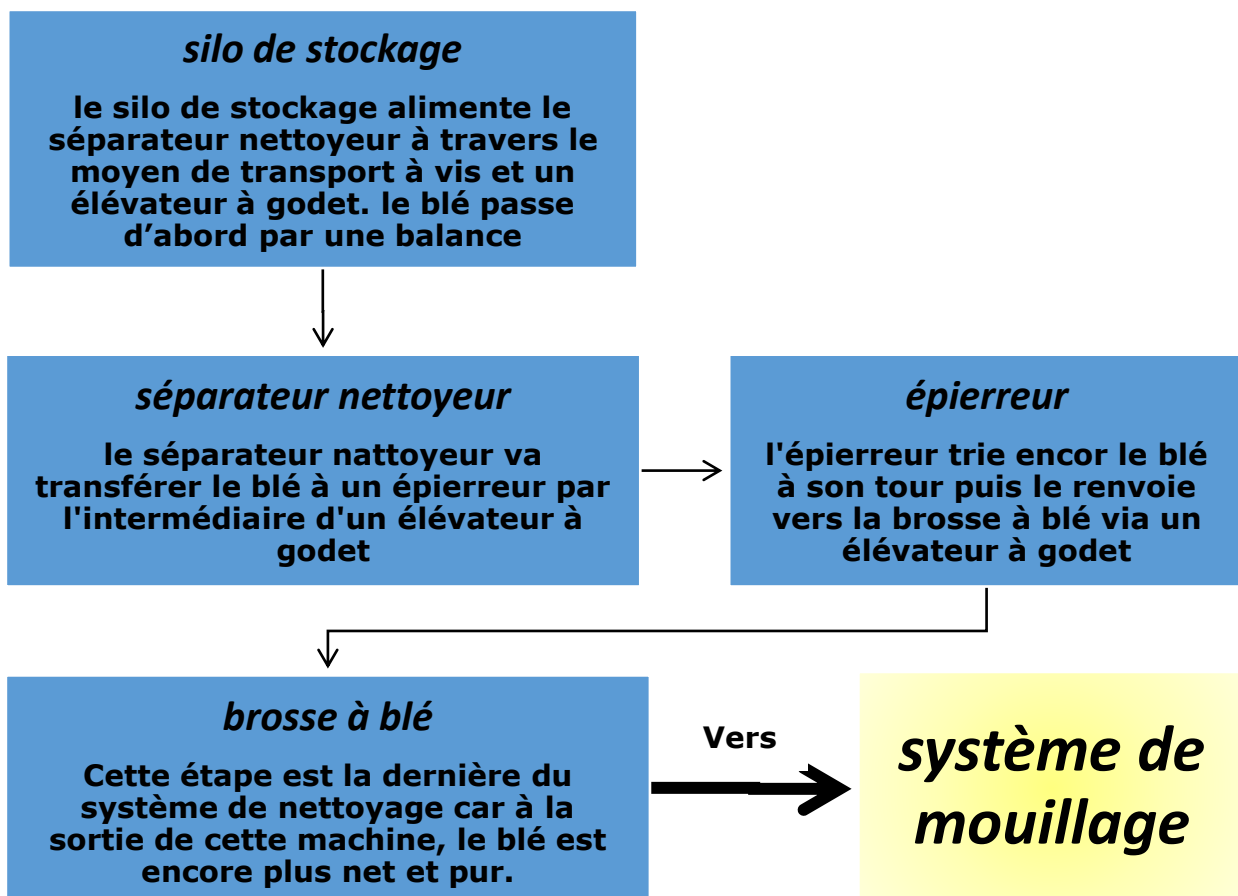 silo de stockage
le silo de stockage alimente le
séparateur nettoyeur à travers le
moyen de transport à vis et un
élévateur à godet. le blé passe
d’abord par une balance
séparateur nettoyeur
le séparateur nattoyeur va
transférer le blé à un épierreur par
l'intermédiaire d'un élévateur à
godet
épierreur
l'épierreur trie encor le blé
à son tour puis le renvoie
vers la brosse à blé via un
élévateur à godet
brosse à blé
Cette étape est la dernière du
système de nettoyage car à la
sortie de cette machine, le blé est
encore plus net et pur.
Vers
système de
mouillage